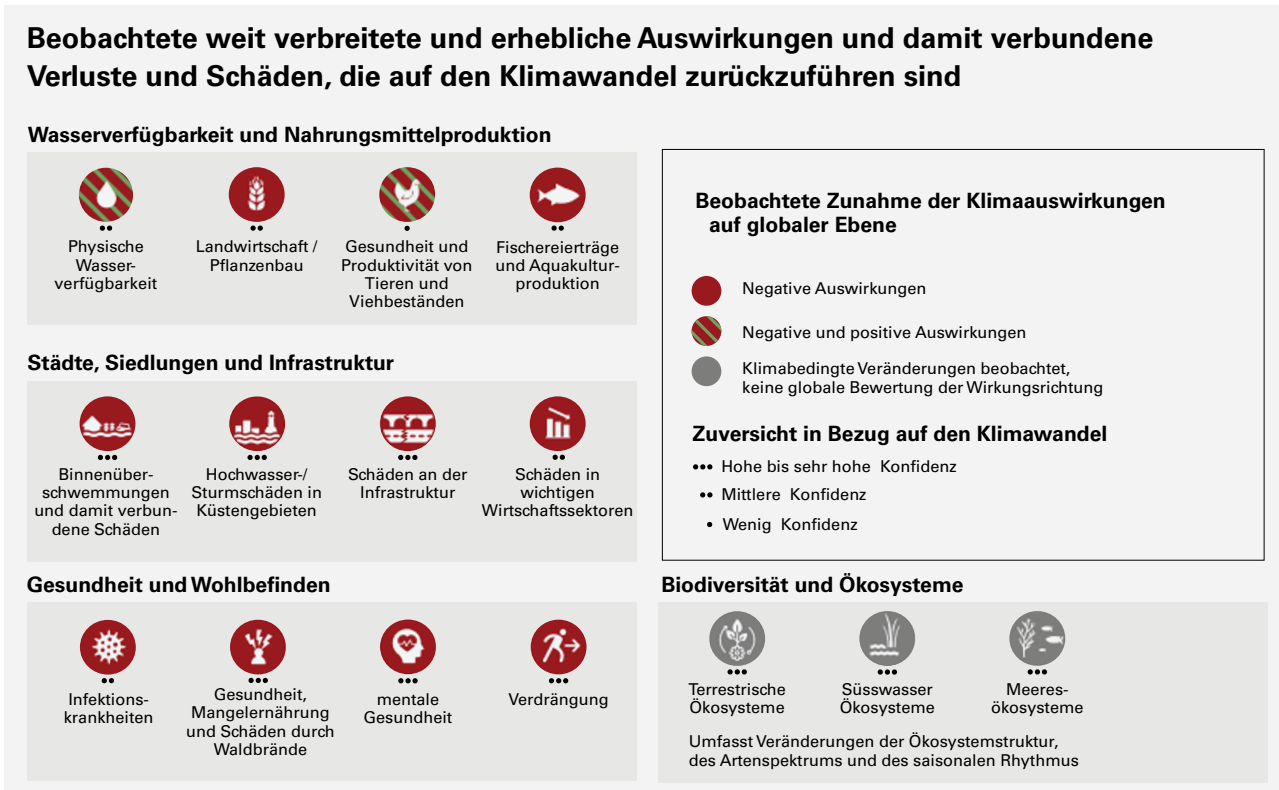 Beobachtete weit verbreitete und erhebliche Auswirkungen und damit verbundene
Verluste und Schäden, die auf den Klimawandel zurückzuführen sind
Wasserverfügbarkeit und Nahrungsmittelproduktion
Physische
Wasser-
verfügbarkeit
Landwirtschaft /
Pflanzenbau
Gesundheit und
Produktivität von
Tieren und
Viehbeständen
Fischereierträge
und Aquakultur-
produktion
Städte, Siedlungen und Infrastruktur
Binnenüber-
schwemmungen
und damit verbun-
dene Schäden
Hochwasser-/
Sturmschäden in
Küstengebieten
Schäden an der
Infrastruktur
Schäden in
wichtigen
Wirtschaftssektoren
Gesundheit und Wohlbefinden
Infektions-
krankheiten
Gesundheit,
Mangelernährung
und Schäden durch
Waldbrände
mentale
Gesundheit
Verdrängung
Beobachtete Zunahme der Klimaauswirkungen
auf globaler Ebene
Negative Auswirkungen
Negative und positive Auswirkungen
Klimabedingte Veränderungen beobachtet,
keine globale Bewertung der Wirkungsrichtung
Zuversicht in Bezug auf den Klimawandel
••• Hohe bis sehr hohe Konfidenz
•• Mittlere Konfidenz
• Wenig Konfidenz
Biodiversität und Ökosysteme
Terrestrische
Ökosysteme
Süsswasser
Ökosysteme
Meeres-
ökosysteme
Umfasst Veränderungen der Ökosystemstruktur,
des Artenspektrums und des saisonalen Rhythmus